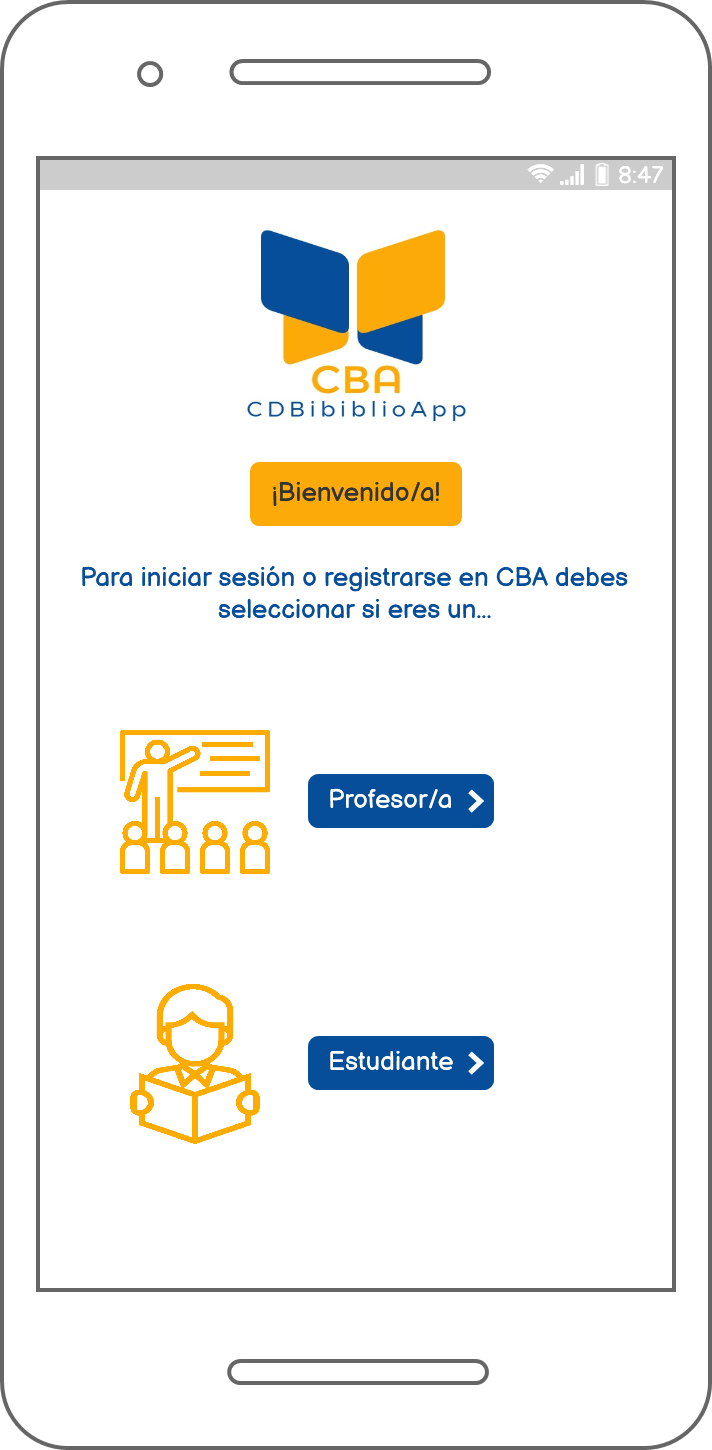 8:47
CBA
CDBibiblioApp
¡Bienvenido/a!
Para iniciar sesión o registrarse en CBA debes
seleccionar si eres un...
Profesor/a
Estudiante